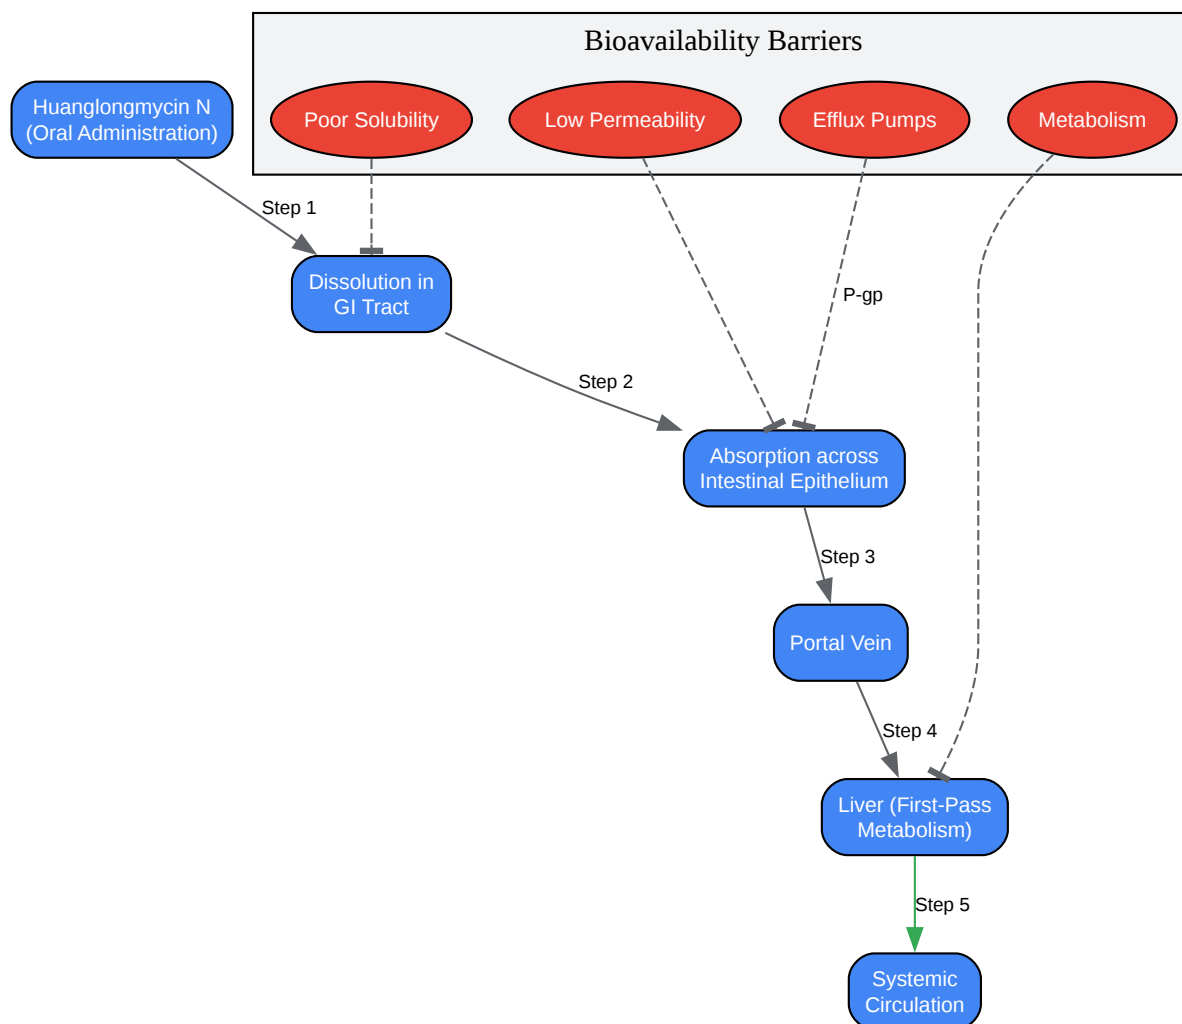 Bioavailability Barriers
Huanglongmycin N
(Oral Administration)
Poor Solubility
Low Permeability
Efflux Pumps
Metabolism
Step 1
Dissolution in
GI Tract
P-gp
Step 2
Absorption across
Intestinal Epithelium
Step 3
Portal Vein
Step 4
Liver (First-Pass
Metabolism)
Step 5
Systemic
Circulation